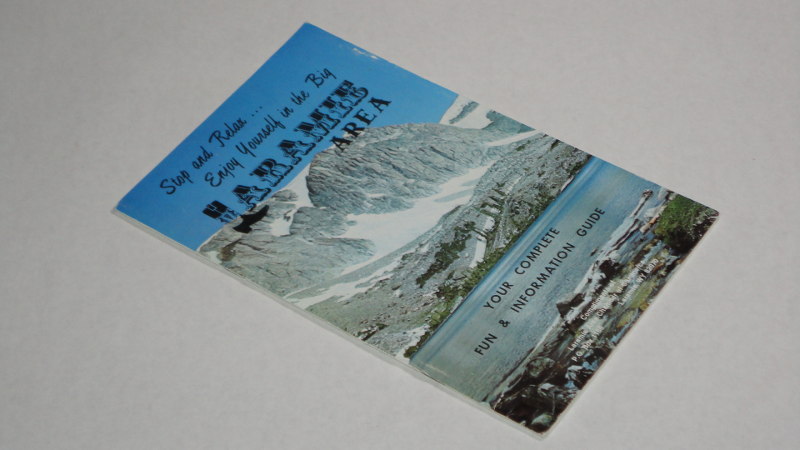 Stop and Relax ...
Enjoy Yourself in the Big
LARAMIE
AREA
YOUR COMPLETE
FUN & INFORMATION GUIDE
P.O.